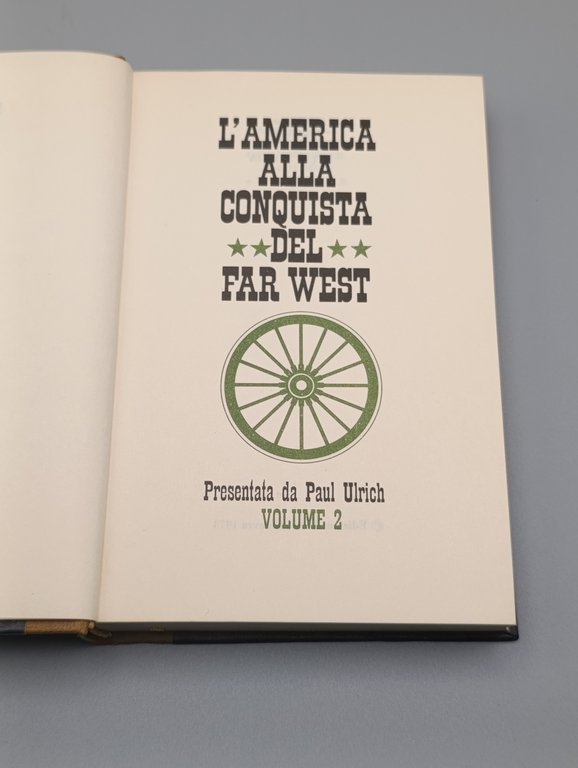 L'AMERICA
ALLA
CONQUISTA
DEL
FAR WEST
Presentata da Paul Ulrich
VOLUME 2